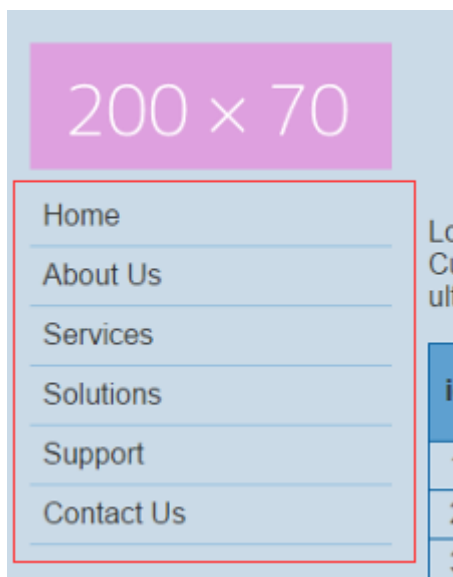 200 × 70
Home
About Us
Services
Solutions
Support
Contact Us